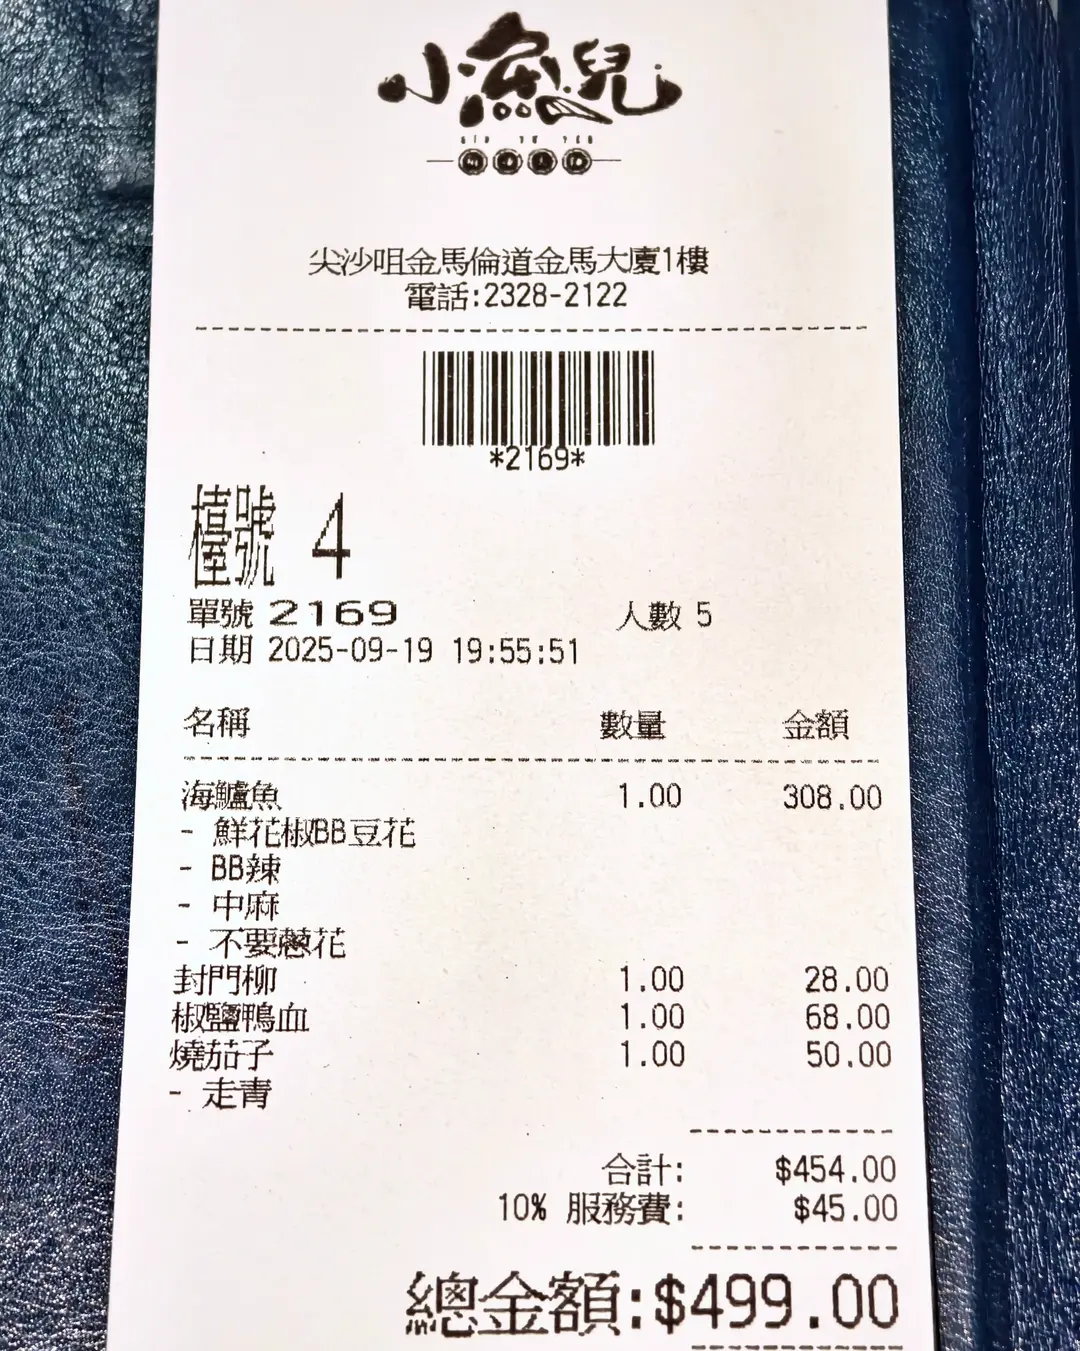 小漁兒
尖沙咀金馬倫道金馬大廈1樓
電話:2328-2122
*2169*
檯號 4
單號 2169 人數 5
日期 2025-09-19 19:55:51
名稱 數量 金額
海鱸魚 1.00 308.00
- 鮮花椒BB豆花
- BB辣
- 中麻
- 不要蔥花
封門柳 1.00 28.00
椒鹽鴨血 1.00 68.00
燒茄子 1.00 50.00
- 走青
合計: $454.00
10% 服務費: $45.00
總金額:$499.00